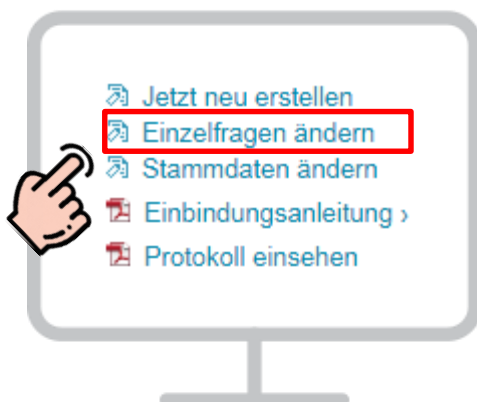 Jetzt neu erstellen
Einzelfragen ändern
Stammdaten ändern
Einbindungsanleitung ›
Protokoll einsehen